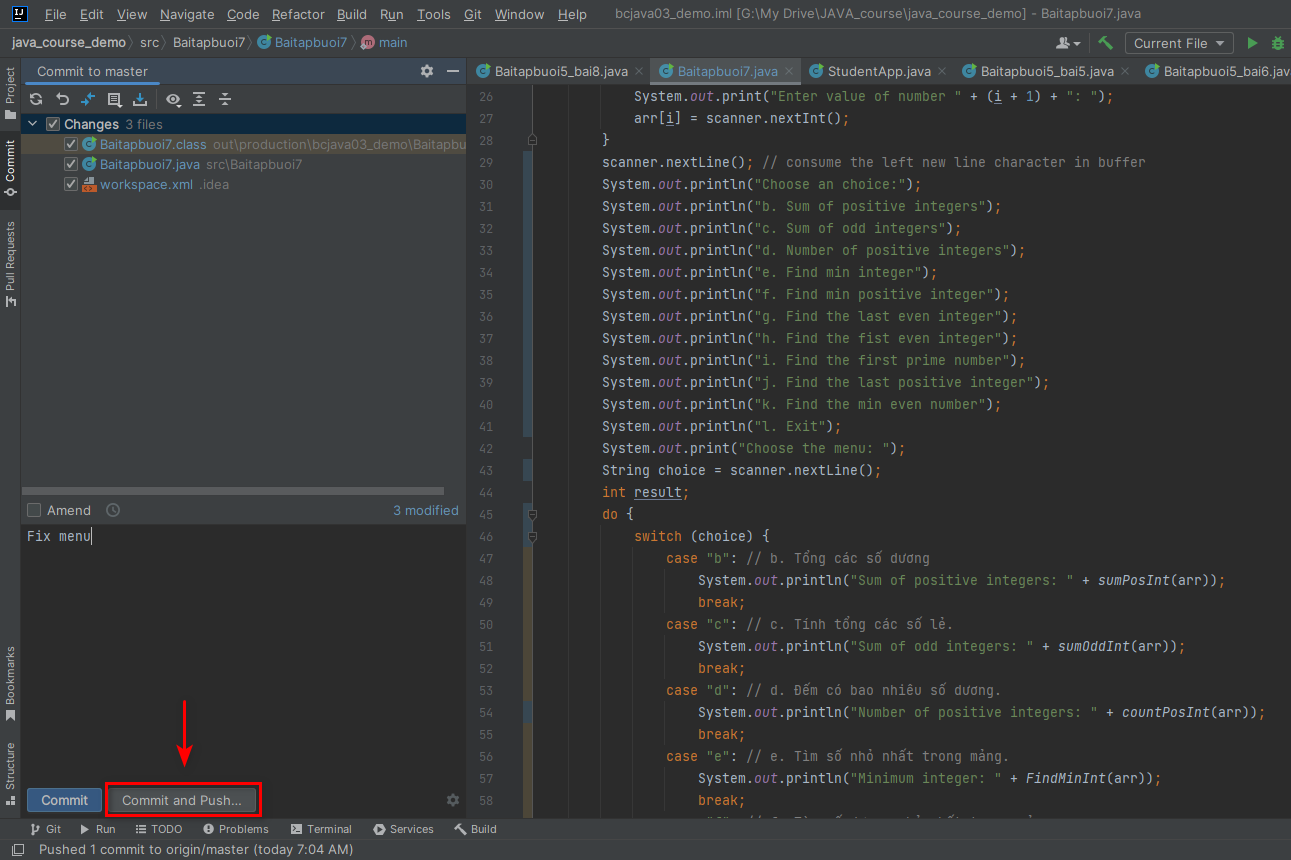 File Edit View Navigate Code Refactor Build Run Tools Git Window Help bcjava03_demo.iml [G:\My Drive\JAVA_course\java_course_demo] - Baitapbuoi7.java
java_course_demo src Baitapbuoi7 Baitapbuoi7 main Current File
Project
Commit
Pull Requests
Bookmarks
Structure
Commit to master
Changes 3 files
Baitapbuoi7.class out\production\bcjava03_demo\Baitapbu
Baitapbuoi7.java src\Baitapbuoi7
workspace.xml .idea
Amend 3 modified
Fix menu
Commit Commit and Push...
Baitapbuoi5_bai8.java Baitapbuoi7.java StudentApp.java Baitapbuoi5_bai5.java Baitapbuoi5_bai6.jav
26 System.out.print("Enter value of number " + (i + 1) + ": ");
27 arr[i] = scanner.nextInt();
28 }
29 scanner.nextLine(); // consume the left new line character in buffer
30 System.out.println("Choose an choice:");
31 System.out.println("b. Sum of positive integers");
32 System.out.println("c. Sum of odd integers");
33 System.out.println("d. Number of positive integers");
34 System.out.println("e. Find min integer");
35 System.out.println("f. Find min positive integer");
36 System.out.println("g. Find the last even integer");
37 System.out.println("h. Find the fist even integer");
38 System.out.println("i. Find the first prime number");
39 System.out.println("j. Find the last positive integer");
40 System.out.println("k. Find the min even number");
41 System.out.println("l. Exit");
42 System.out.print("Choose the menu: ");
43 String choice = scanner.nextLine();
44 int result;
45 do {
46 switch (choice) {
47 case "b": // b. Tổng các số dương
48 System.out.println("Sum of positive integers: " + sumPosInt(arr));
49 break;
50 case "c": // c. Tính tổng các số lẻ.
51 System.out.println("Sum of odd integers: " + sumOddInt(arr));
52 break;
53 case "d": // d. Đếm có bao nhiêu số dương.
54 System.out.println("Number of positive integers: " + countPosInt(arr));
55 break;
56 case "e": // e. Tìm số nhỏ nhất trong mảng.
57 System.out.println("Minimum integer: " + FindMinInt(arr));
58 break;
Git Run TODO Problems Terminal Services Build
Pushed 1 commit to origin/master (today 7:04 AM)